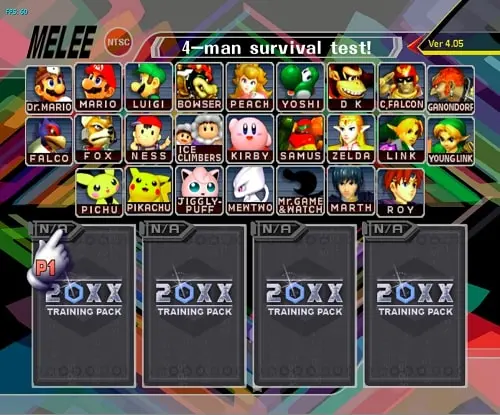 FPS: 60
MELEE NTSC 4-man survival test! Ver 4.05
DR.MARIO MARIO LUIGI BOWSER PEACH YOSHI D K C.FALCON GANONDORF
FALCO FOX NESS ICE CLIMBERS KIRBY SAMUS ZELDA LINK YOUNG LINK
PICHU PIKACHU JIGGLY-PUFF MEWTWO MR.GAME & WATCH MARTH ROY
N/A N/A N/A N/A
P1
20XX 20XX 20XX 20XX
TRAINING PACK TRAINING PACK TRAINING PACK TRAINING PACK